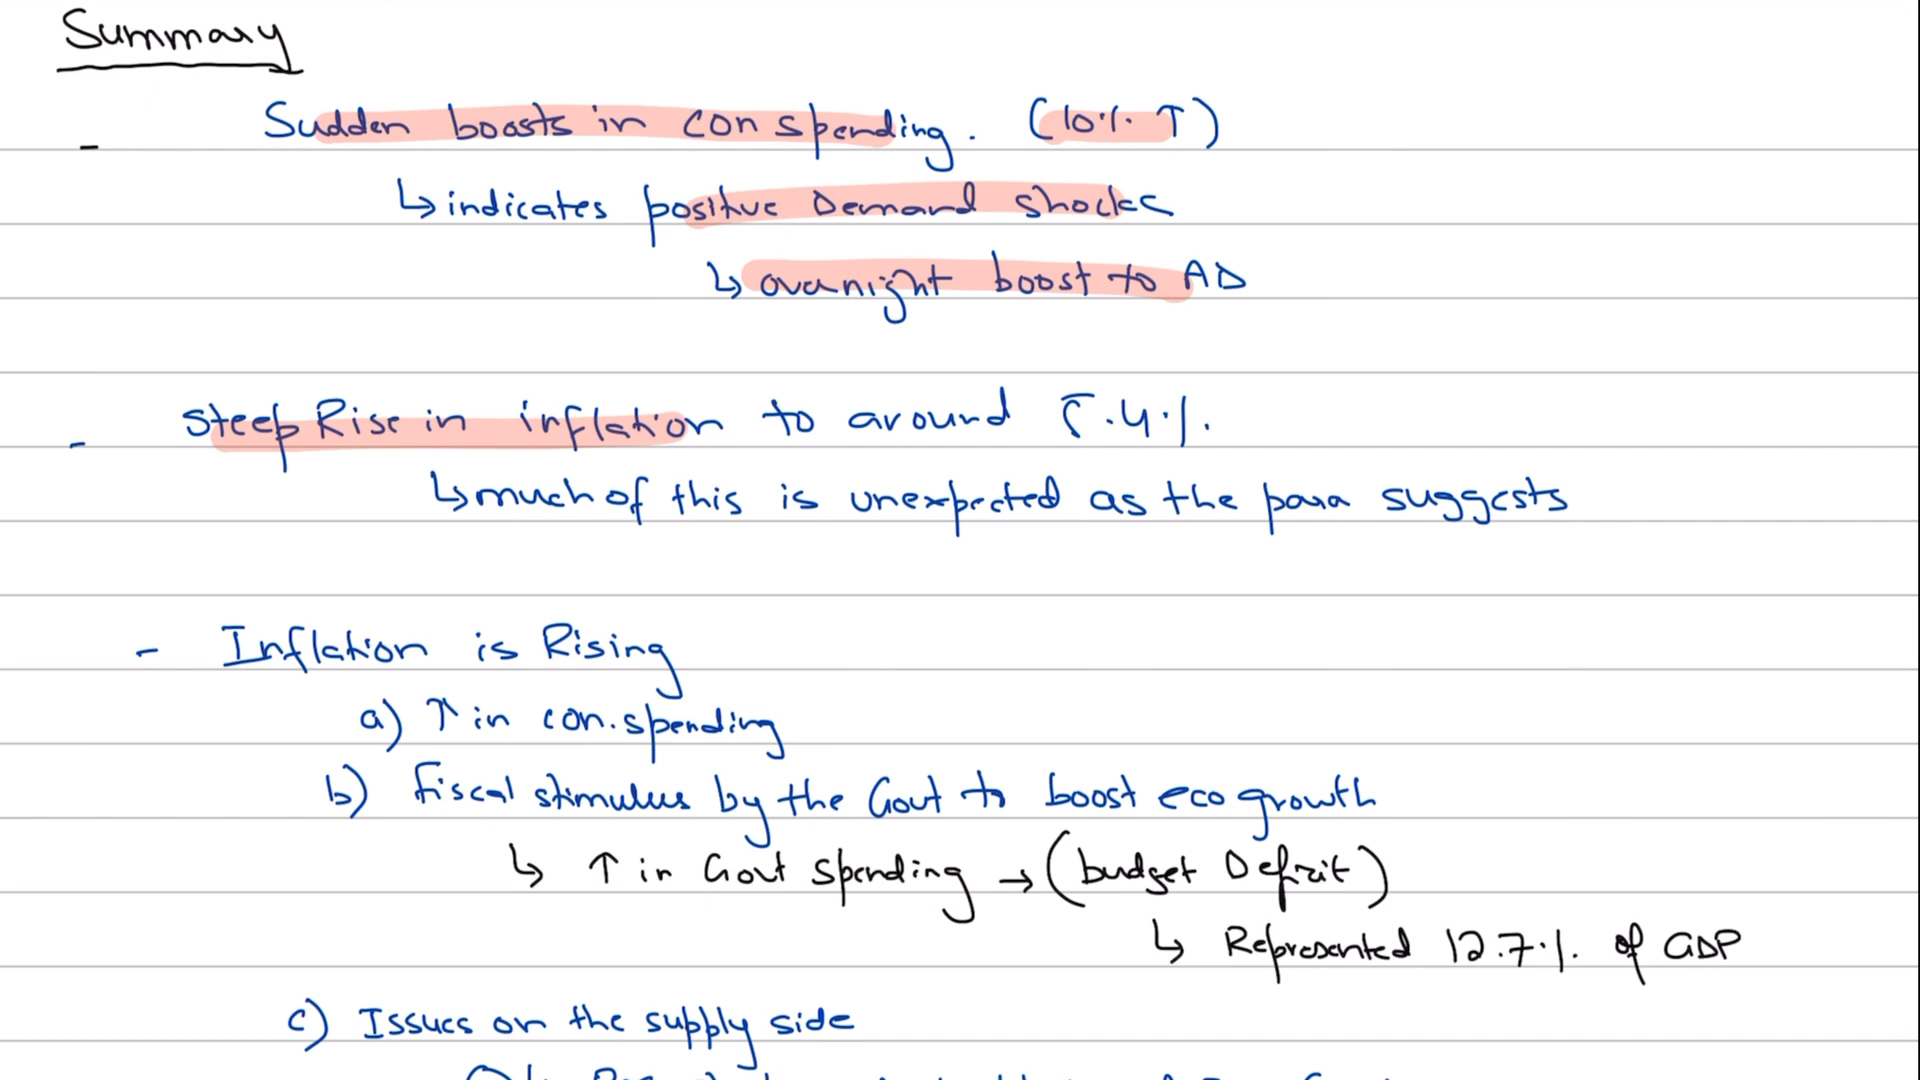 Summary
- Sudden boosts in con spending. (10% ↑)
↳ indicates positive Demand shocks
↳ overnight boost to AD
- Steep Rise in inflation to around 5.4%.
↳ much of this is unexpected as the para suggests
- Inflation is Rising
a) ↑ in con. spending
b) fiscal stimulus by the Govt to boost eco growth
↳ ↑ in Govt spending → (budget Deficit)
↳ Represented 12.7% of GDP
c) Issues on the supply side